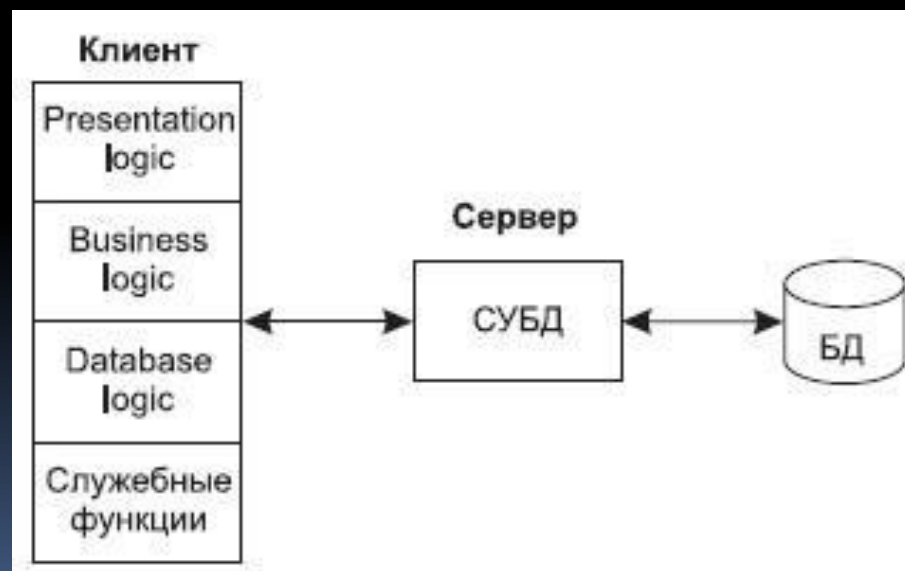 Клиент
Presentation
logic
Business
logic
Database
logic
Служебные
функции
Сервер
СУБД
БД